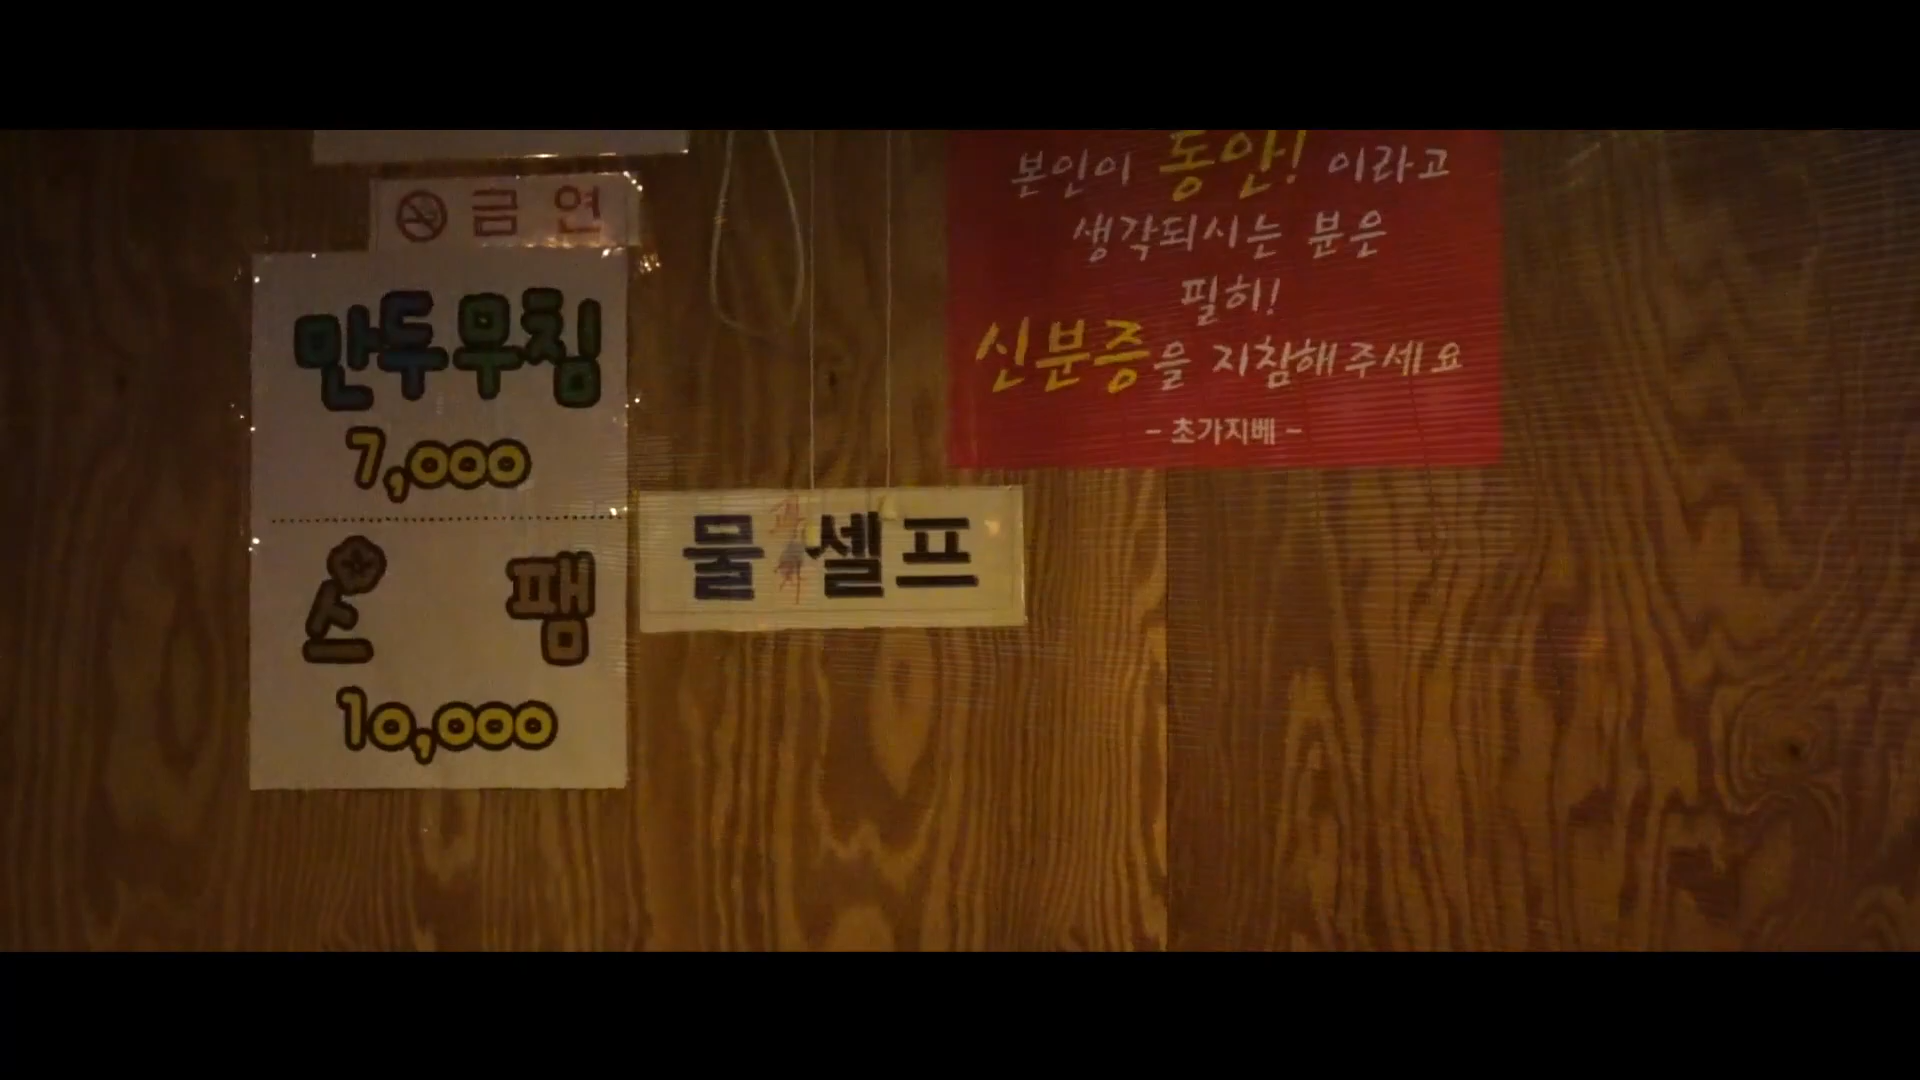 금 연
만두무침
7,000
스 팸
10,000
물 셀프
본인이 동안! 이라고
생각되시는 분은
필히!
신분증을 지참해주세요
- 초가지베 -